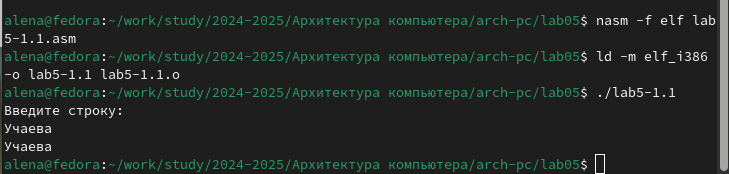 alena@fedora:~/work/study/2024-2025/Архитектура компьютера/arch-pc/lab05$ nasm -f elf lab
5-1.1.asm
alena@fedora:~/work/study/2024-2025/Архитектура компьютера/arch-pc/lab05$ ld -m elf_i386
-o lab5-1.1 lab5-1.1.o
alena@fedora:~/work/study/2024-2025/Архитектура компьютера/arch-pc/lab05$ ./lab5-1.1
Введите строку:
Учаева
Учаева
alena@fedora:~/work/study/2024-2025/Архитектура компьютера/arch-pc/lab05$